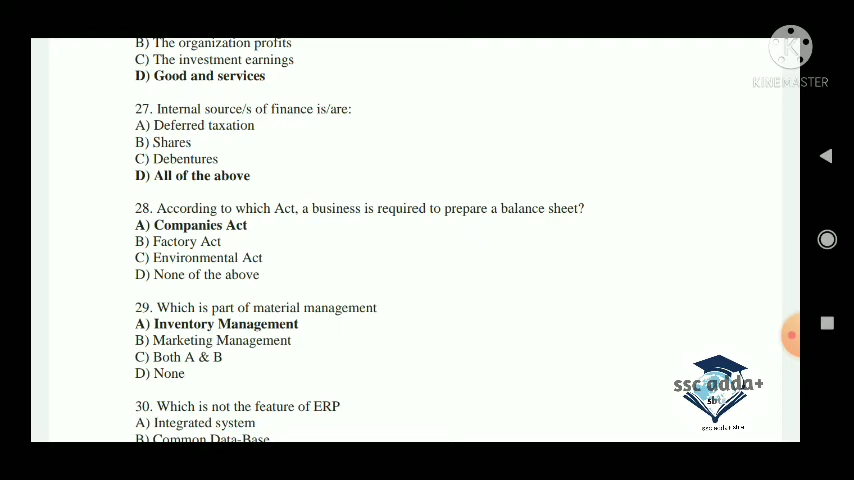 B) The organization profits
C) The investment earnings
D) Good and services
27. Internal source/s of finance is/are:
A) Deferred taxation
B) Shares
C) Debentures
D) All of the above
28. According to which Act, a business is required to prepare a balance sheet?
A) Companies Act
B) Factory Act
C) Environmental Act
D) None of the above
29. Which is part of material management
A) Inventory Management
B) Marketing Management
C) Both A & B
D) None
30. Which is not the feature of ERP
A) Integrated system
B) Common Data-Base
K
KINEMASTER
ssc adda+
sbte